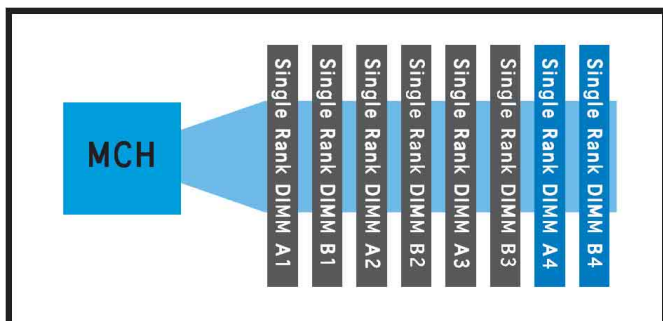 MCH
Single Rank DIMM A1
Single Rank DIMM B1
Single Rank DIMM A2
Single Rank DIMM B2
Single Rank DIMM A3
Single Rank DIMM B3
Single Rank DIMM A4
Single Rank DIMM B4